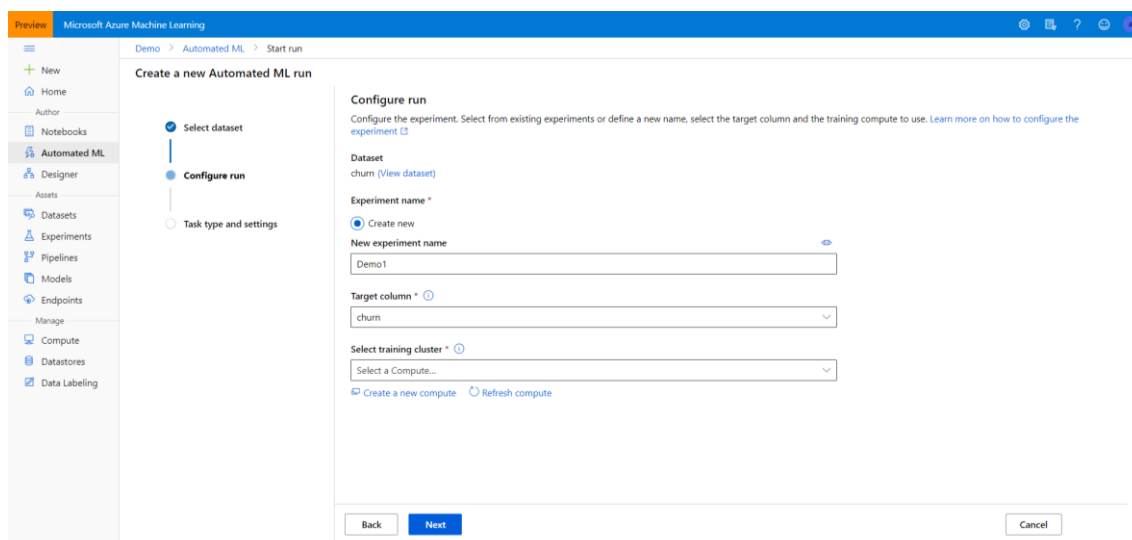 Preview Microsoft Azure Machine Learning
Demo > Automated ML > Start run
New
Home
Author
Notebooks
Automated ML
Designer
Assets
Datasets
Experiments
Pipelines
Models
Endpoints
Manage
Compute
Datastores
Data Labeling
Create a new Automated ML run
Select dataset
Configure run
Task type and settings
Configure run
Configure the experiment. Select from existing experiments or define a new name, select the target column and the training compute to use. Learn more on how to configure the
experiment
Dataset
churn (View dataset)
Experiment name *
Create new
New experiment name
Demo1
Target column *
churn
Select training cluster *
Select a Compute...
Create a new compute Refresh compute
Back Next Cancel